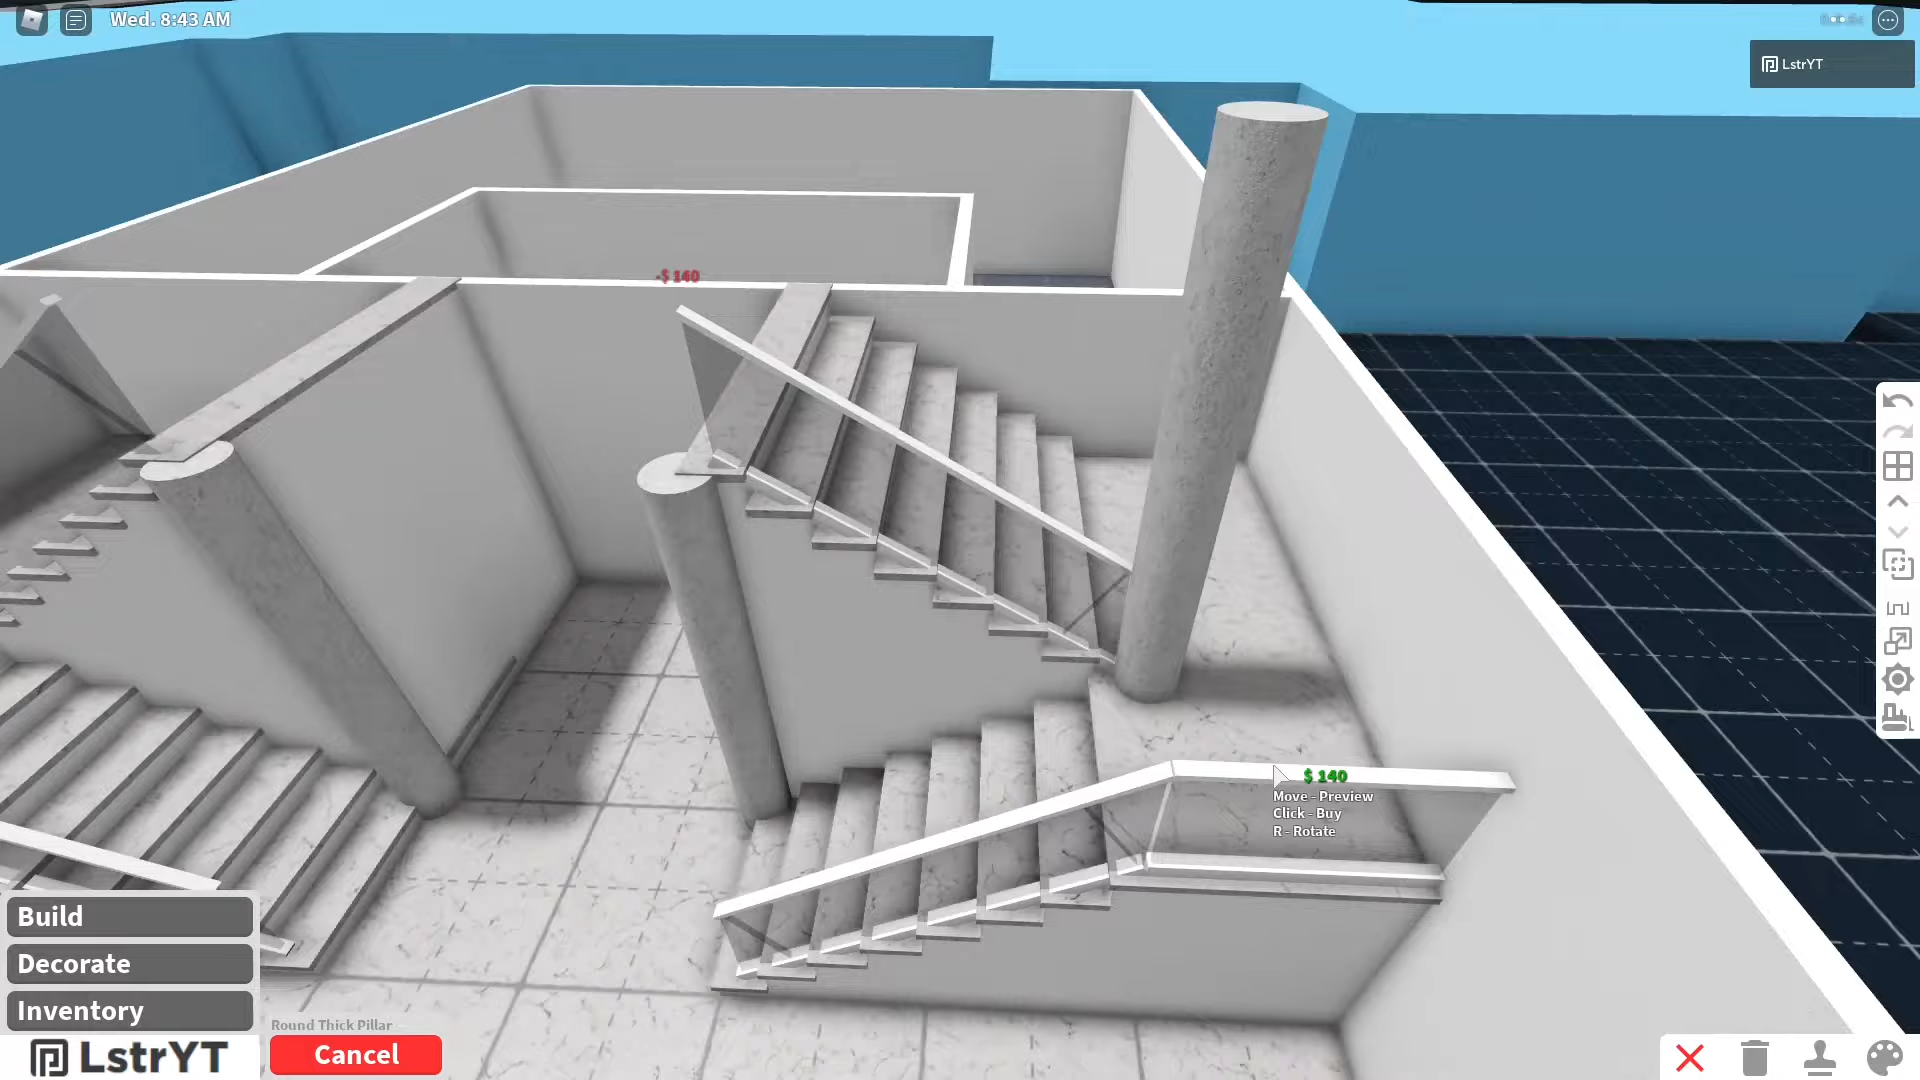 Wed. 8:43 AM
LstrYT
-$ 140
$ 140
Move - Preview
Click - Buy
R - Rotate
Build
Decorate
Inventory
Round Thick Pillar
Cancel
LstrYT